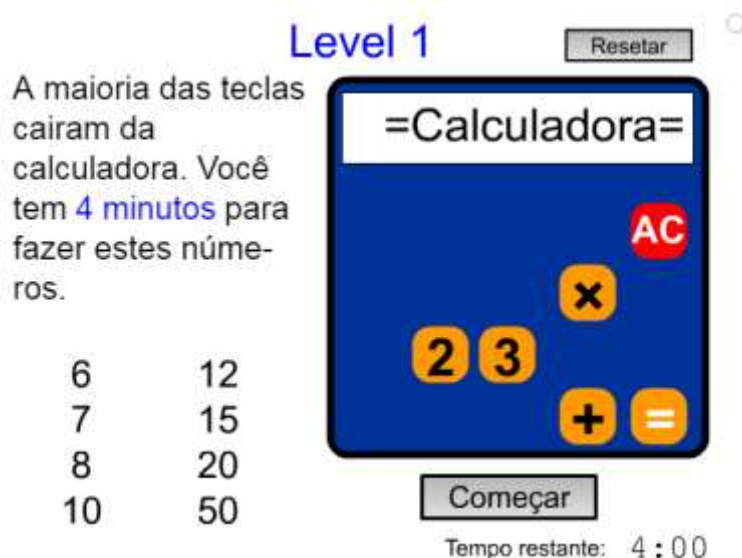 Level 1
Resetar
A maioria das teclas
cairam da
calculadora. Você
tem 4 minutos para
fazer estes núme-
ros.
6 12
7 15
8 20
10 50
=Calculadora=
AC
×
2 3
+ =
Começar
Tempo restante: 4:00